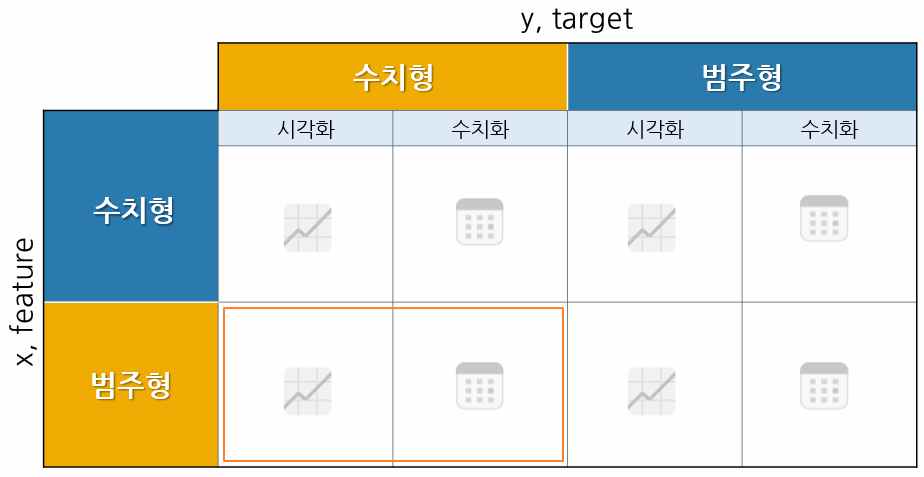 y, target
수치형
범주형
시각화
수치화
시각화
수치화
x, feature
수치형
범주형